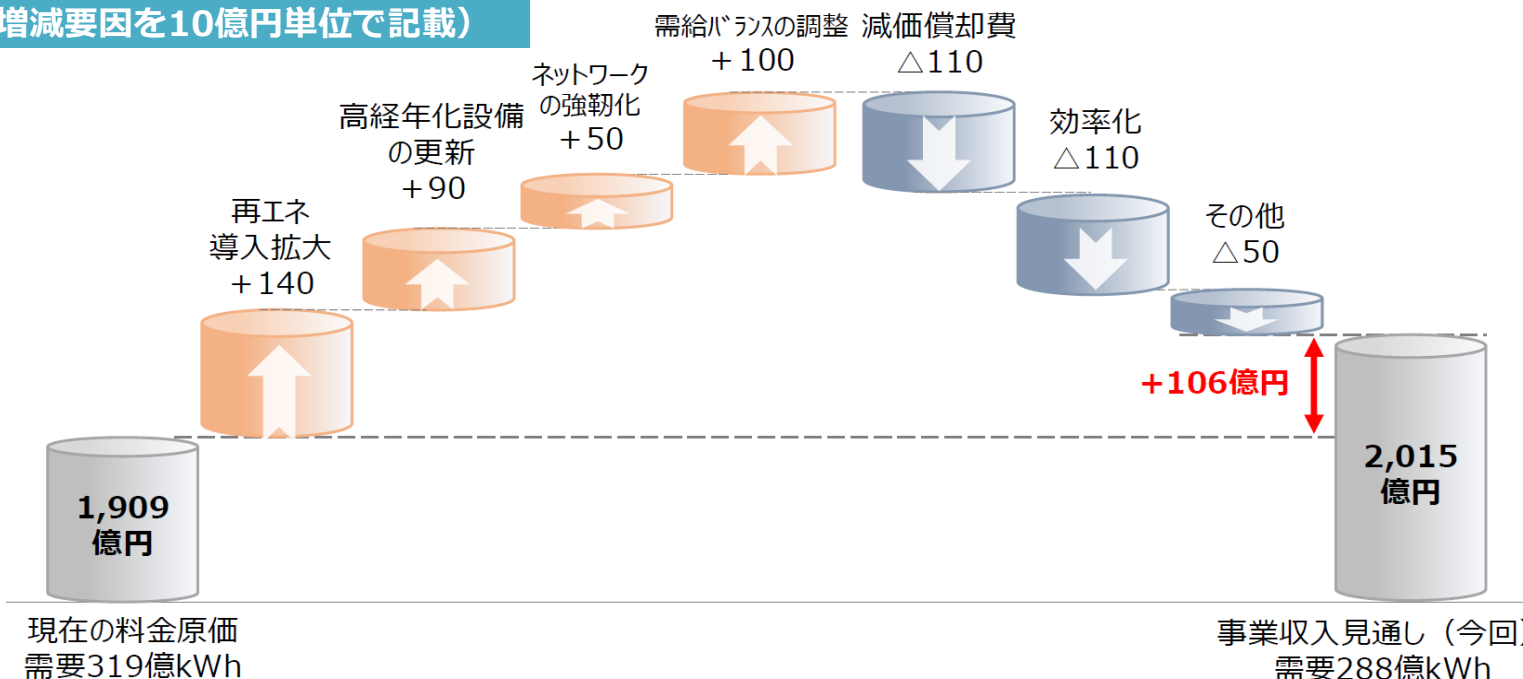 増減要因を10億円単位で記載）
需給ﾊﾞﾗﾝｽの調整
＋100
減価償却費
△110
ネットワーク
の強靭化
＋50
高経年化設備
の更新
＋90
効率化
△110
再エネ
導入拡大
＋140
その他
△50
+106億円
1,909
億円
2,015
億円
現在の料金原価
需要319億kWh
事業収入見通し（今回）
需要288億kWh